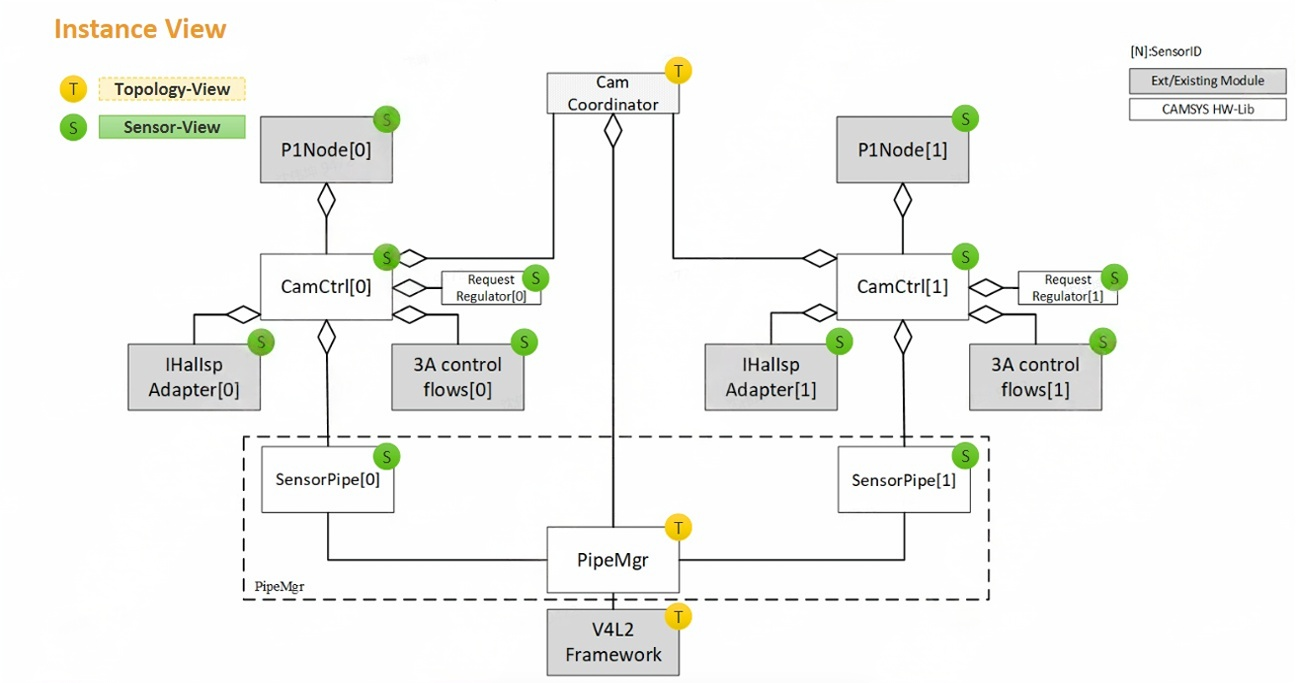 Instance View
T
Topology-View
S
Sensor-View
[N]:SensorID
Ext/Existing Module
CAMSYS HW-Lib
Cam
Coordinator
T
P1Node[0]
S
P1Node[1]
S
CamCtrl[0]
S
Request
Regulator[0]
S
CamCtrl[1]
S
Request
Regulator[1]
S
IHalIsp
Adapter[0]
S
3A control
flows[0]
S
IHalIsp
Adapter[1]
S
3A control
flows[1]
S
SensorPipe[0]
S
SensorPipe[1]
S
PipeMgr
T
PipeMgr
V4L2
Framework
T